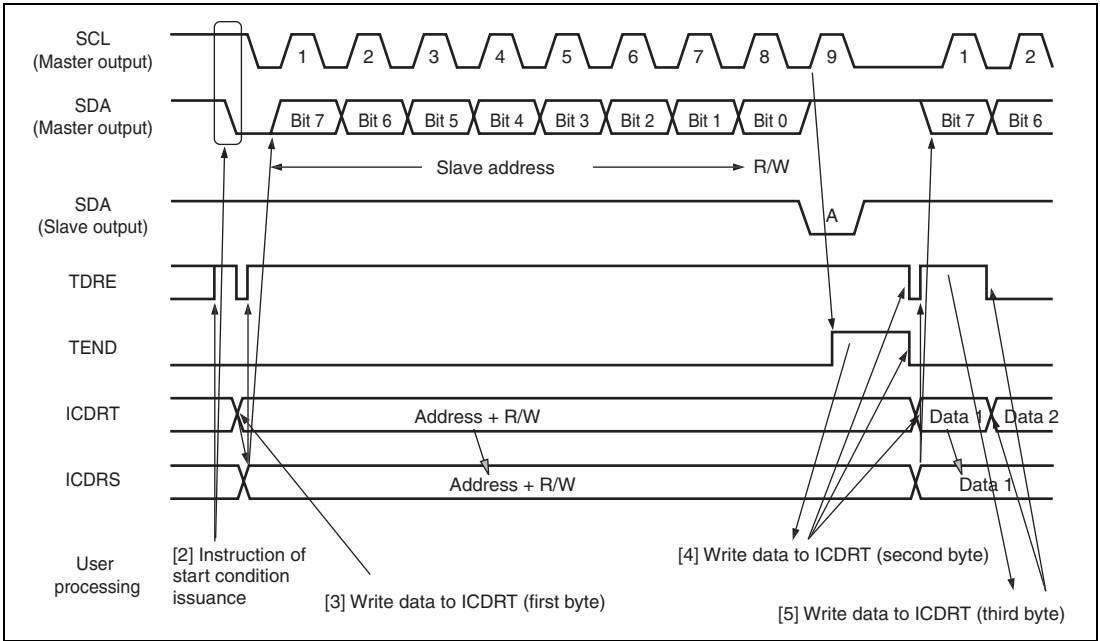 SCL
(Master output)
1 2 3 4 5 6 7 8 9 1 2
SDA
(Master output)
Bit 7 Bit 6 Bit 5 Bit 4 Bit 3 Bit 2 Bit 1 Bit 0 Bit 7 Bit 6
Slave address R/W
SDA
(Slave output)
A
TDRE
TEND
ICDRT
Address + R/W Data 1 Data 2
ICDRS
Address + R/W Data 1
User
processing
[2] Instruction of
start condition
issuance
[3] Write data to ICDRT (first byte)
[4] Write data to ICDRT (second byte)
[5] Write data to ICDRT (third byte)